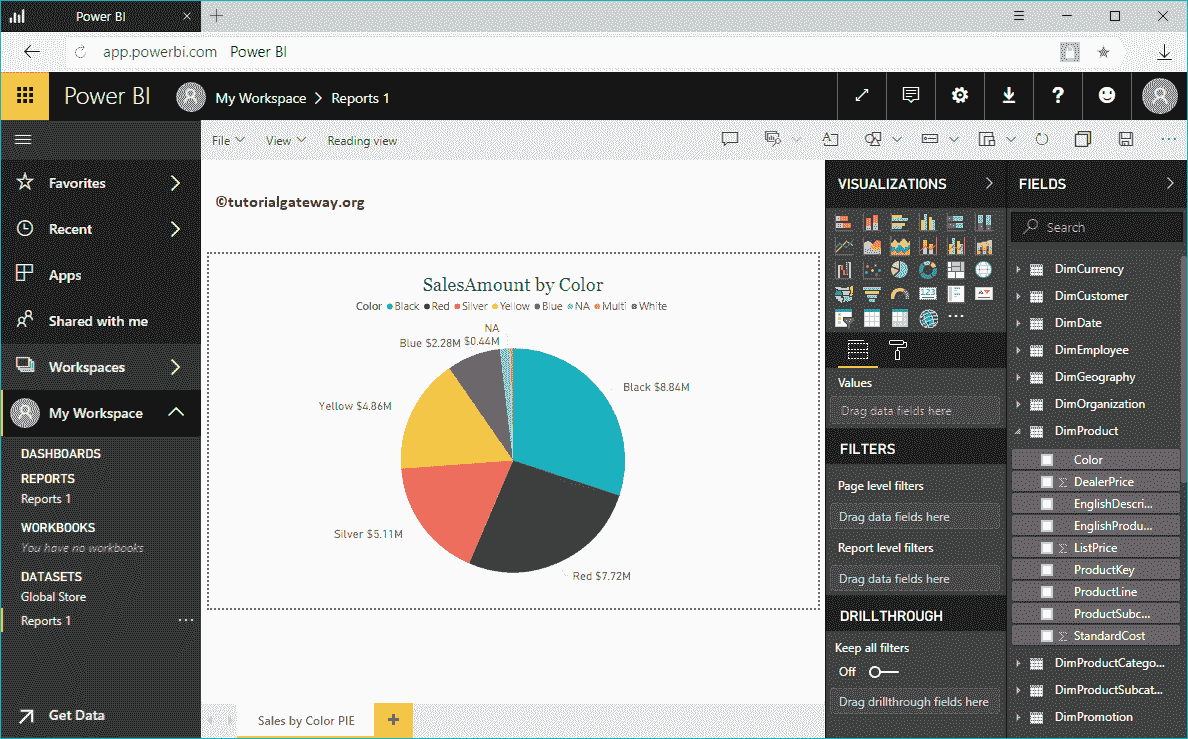 Power BI
app.powerbi.com Power BI
Power BI My Workspace > Reports 1
File View Reading view
Favorites
Recent
Apps
Shared with me
Workspaces
My Workspace
DASHBOARDS
REPORTS
Reports 1
WORKBOOKS
You have no workbooks
DATASETS
Global Store
Reports 1
Get Data
©tutorialgateway.org
SalesAmount by Color
Color Black Red Silver Yellow Blue NA Multi White
NA
$0.44M
Blue $2.28M
Black $8.84M
Yellow $4.86M
Silver $5.11M
Red $7.72M
Sales by Color PIE
VISUALIZATIONS
Values
Drag data fields here
FILTERS
Page level filters
Drag data fields here
Report level filters
Drag data fields here
DRILLTHROUGH
Keep all filters
Off
Drag drillthrough fields here
FIELDS
Search
DimCurrency
DimCustomer
DimDate
DimEmployee
DimGeography
DimOrganization
DimProduct
Color
Σ DealerPrice
EnglishDescri...
EnglishProdu...
Σ ListPrice
ProductKey
ProductLine
ProductSubc...
Σ StandardCost
DimProductCatego...
DimProductSubcat...
DimPromotion